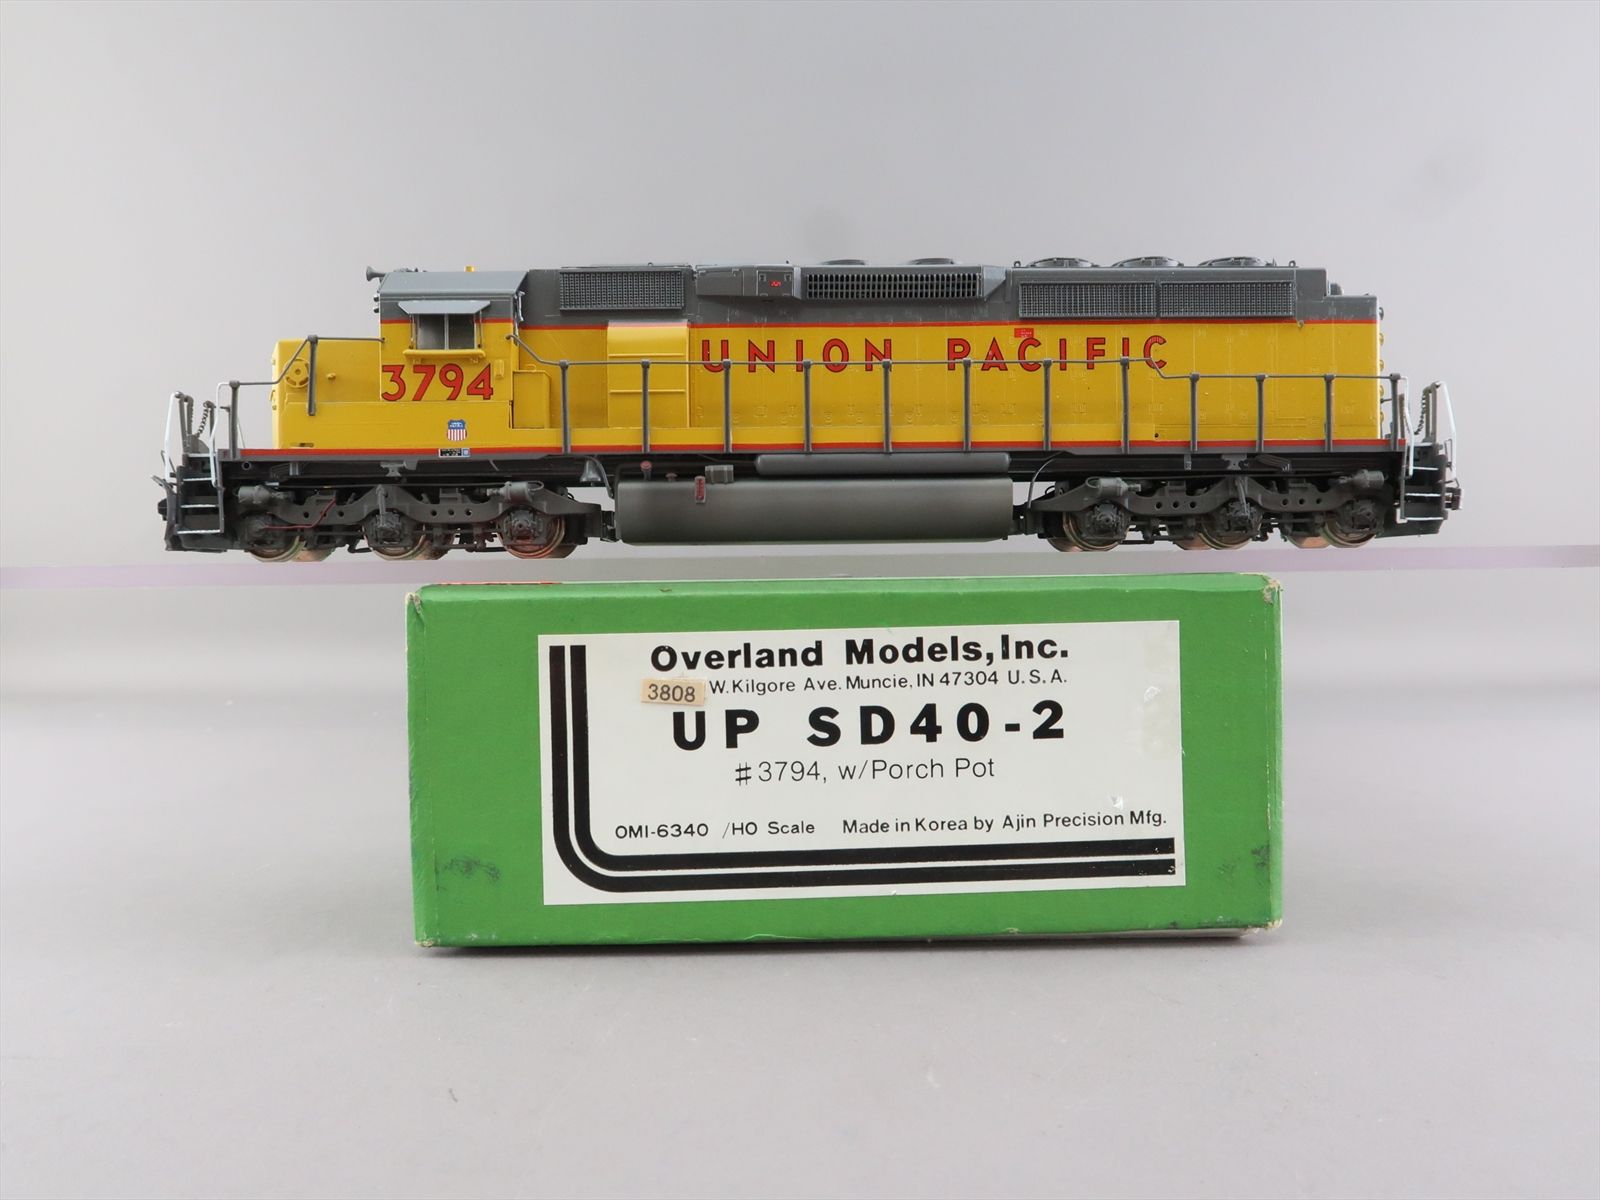 UNION PACIFIC
3794
Overland Models, Inc.
W. Kilgore Ave. Muncie, IN 47304 U.S.A.
3808
UP SD40-2
#3794, w/Porch Pot
OMI-6340 /HO Scale Made in Korea by Ajin Precision Mfg.